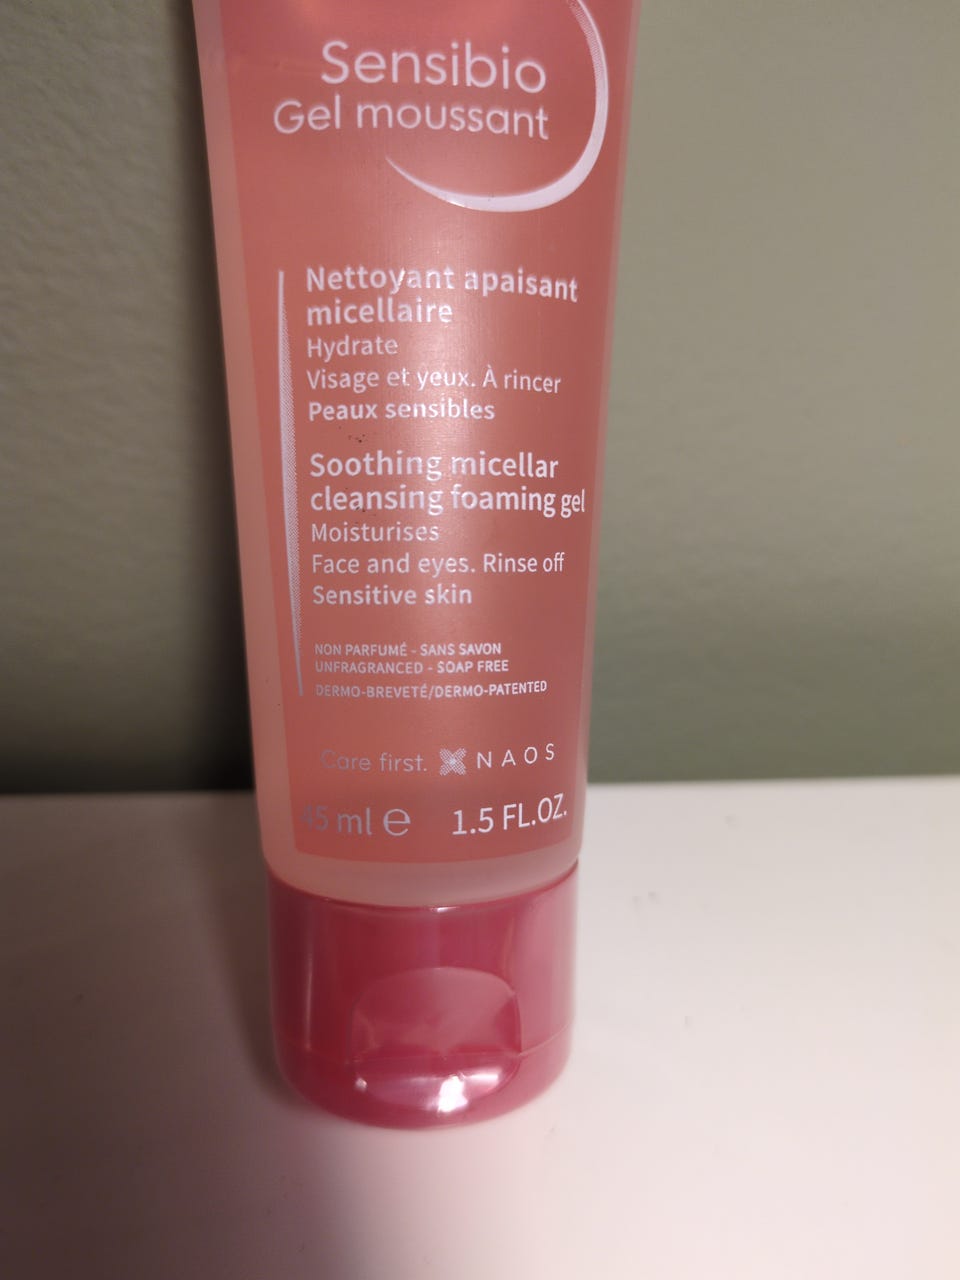 Sensibio
Gel moussant
Nettoyant apaisant
micellaire
Hydrate
Visage et yeux. À rincer
Peaux sensibles
Soothing micellar
cleansing foaming gel
Moisturises
Face and eyes. Rinse off
Sensitive skin
NON PARFUMÉ - SANS SAVON
UNFRAGRANCED - SOAP FREE
DERMO-BREVETÉ/DERMO-PATENTED
Care first. NAOS
45 ml ℮ 1.5 FL.OZ.